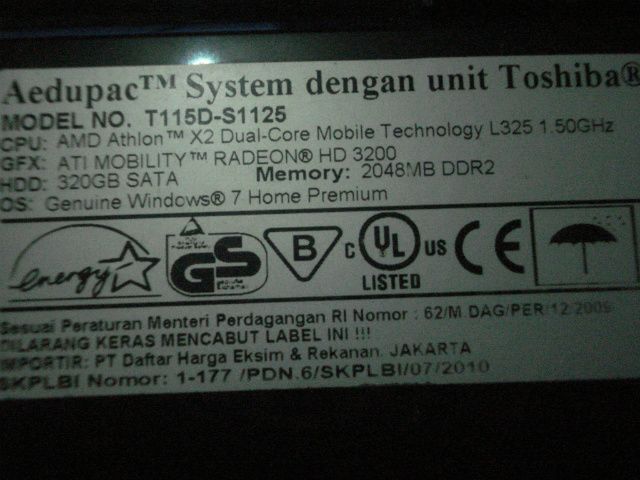 Aedupac™ System dengan unit Toshiba®
MODEL NO. T115D-S1125
CPU: AMD Athlon™ X2 Dual-Core Mobile Technology L325 1.50GHz
GFX: ATI MOBILITY™ RADEON® HD 3200
HDD: 320GB SATA Memory: 2048MB DDR2
OS: Genuine Windows® 7 Home Premium
energy GS B C UL US CE
LISTED
Sesuai Peraturan Menteri Perdagangan RI Nomor : 62/M.DAG/PER/12.2009
DILARANG KERAS MENCABUT LABEL INI !!!
IMPORTIR: PT Daftar Harga Eksim & Rekanan. JAKARTA
SKPLBI Nomor: 1-177 /PDN.6/SKPLBI/07/2010